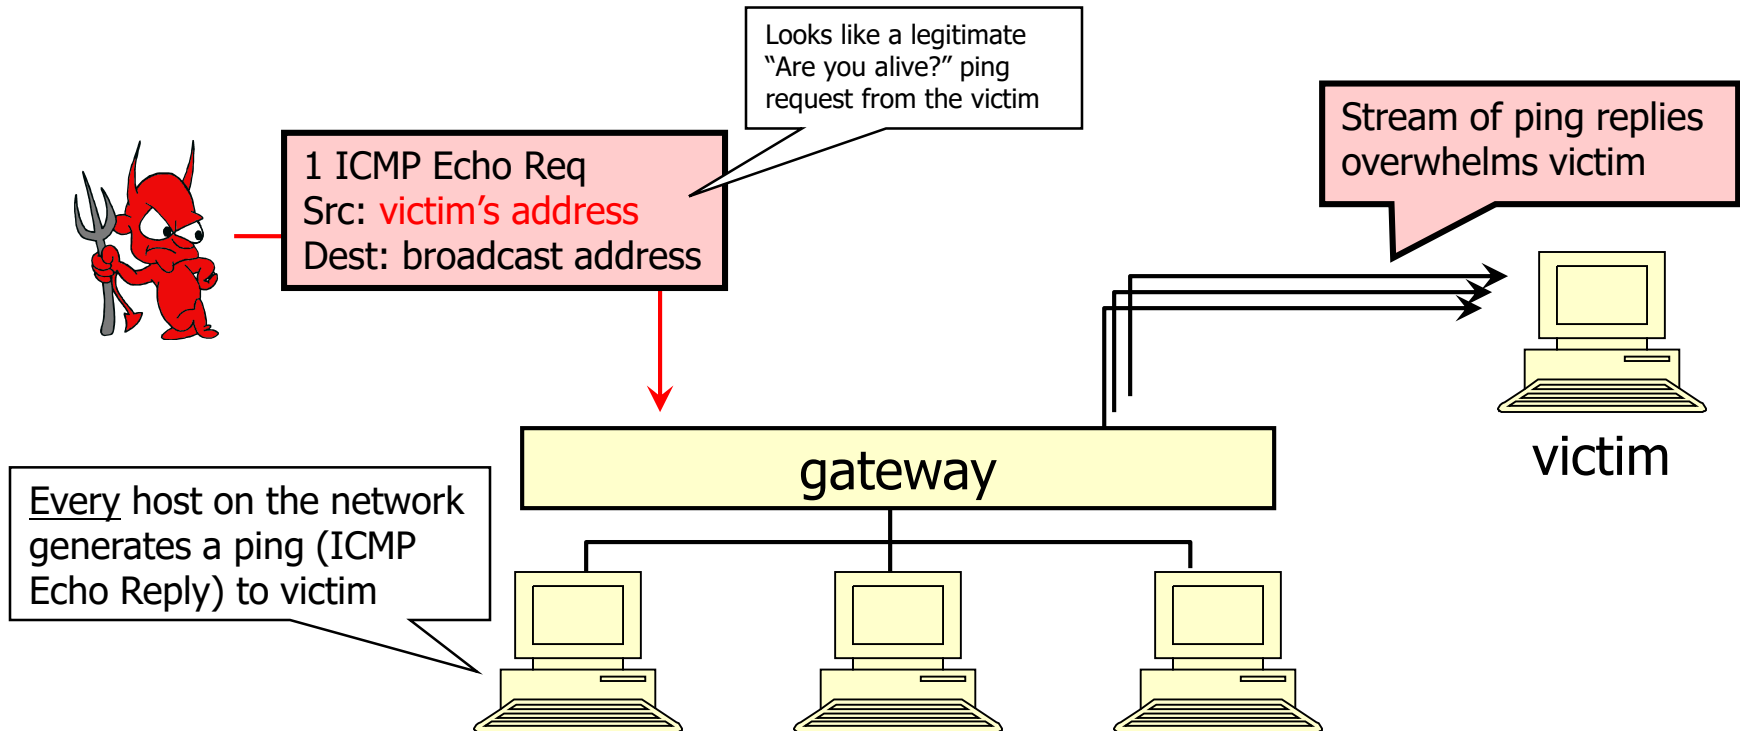 Looks like a legitimate
“Are you alive?” ping
request from the victim
1 ICMP Echo Req
Src: victim’s address
Dest: broadcast address
Stream of ping replies
overwhelms victim
gateway
victim
Every host on the network
generates a ping (ICMP
Echo Reply) to victim